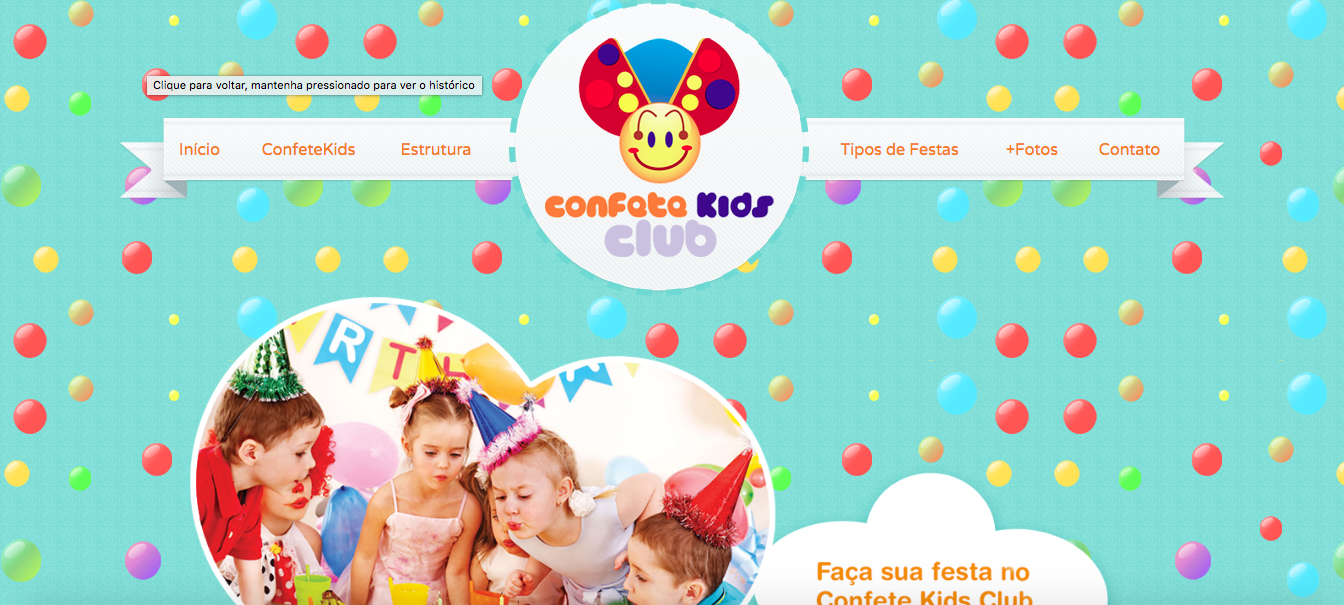 Clique para voltar, mantenha pressionado para ver o histórico
Início ConfeteKids Estrutura Tipos de Festas +Fotos Contato
confete Kids
club
RTH
Faça sua festa no
Confete Kids Club